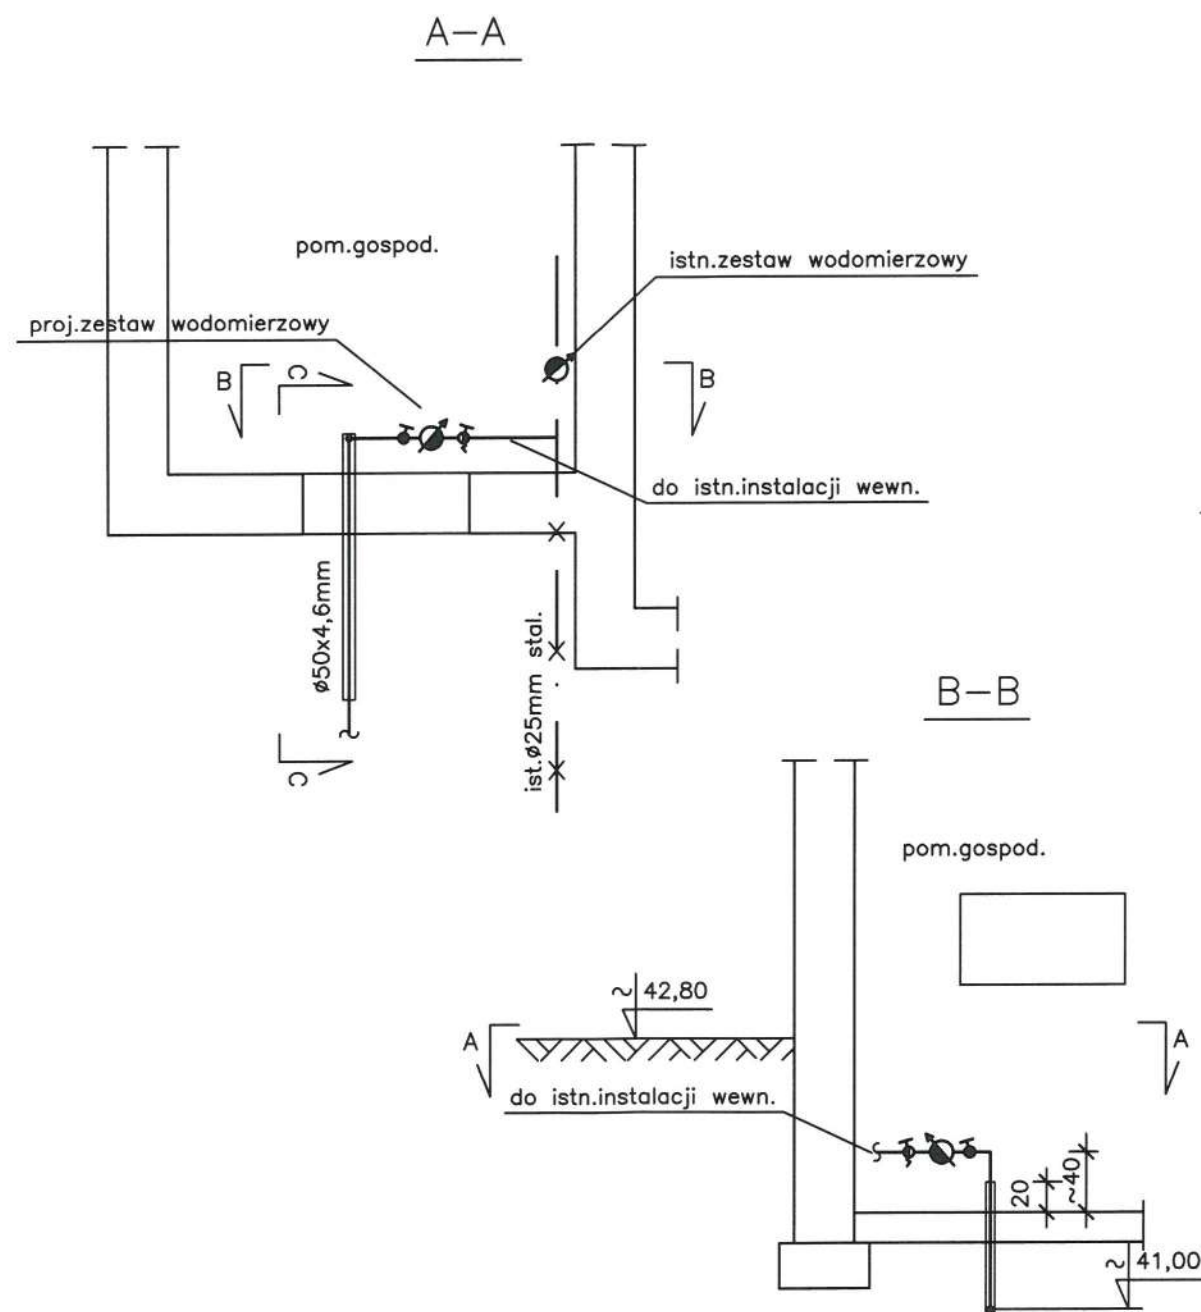 A–A
pom.gospod.
istn.zestaw wodomierzowy
proj.zestaw wodomierzowy
B
C
B
do istn.instalacji wewn.
ø50x4,6mm
ist.ø25mm stal.
C
B–B
pom.gospod.
~ 42,80
A
A
do istn.instalacji wewn.
20
~40
~ 41,00